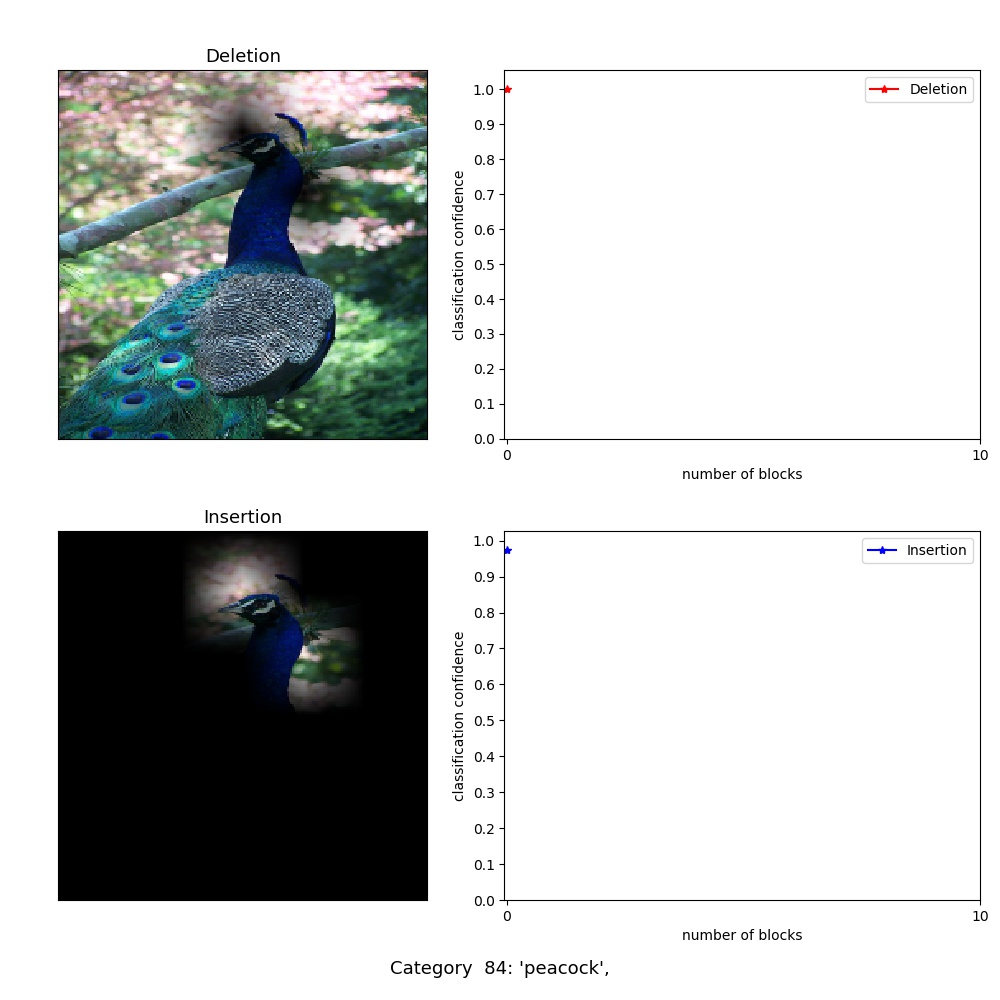 Deletion
1.0
0.9
0.8
0.7
0.6
0.5
0.4
0.3
0.2
0.1
0.0
classification confidence
Deletion
0
10
number of blocks
Insertion
1.0
0.9
0.8
0.7
0.6
0.5
0.4
0.3
0.2
0.1
0.0
classification confidence
Insertion
0
10
number of blocks
Category  84: 'peacock',